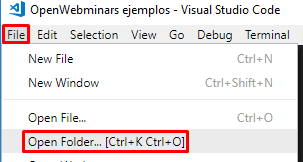 OpenWebminars ejemplos - Visual Studio Code
File Edit Selection View Go Debug Terminal
New File Ctrl+N
New Window Ctrl+Shift+N
Open File... Ctrl+O
Open Folder... [Ctrl+K Ctrl+O]